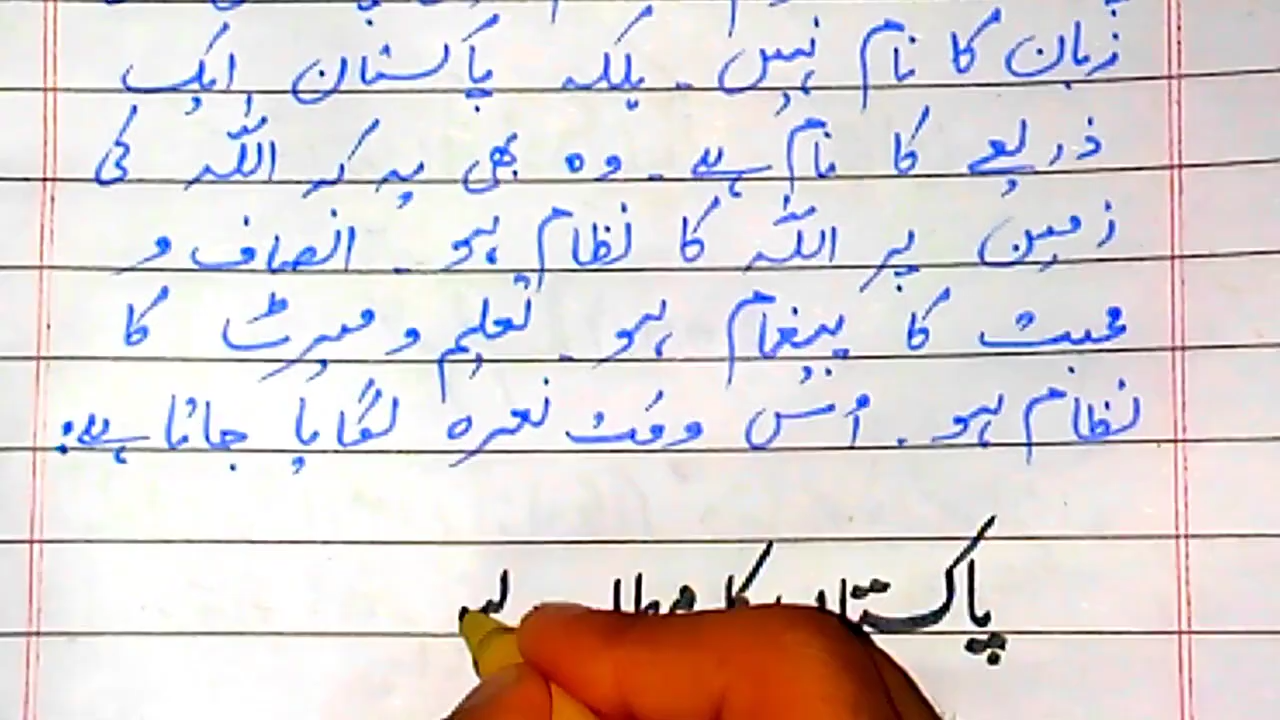 زبان کا نام نہیں۔ بلکہ پاکستان ایک
ذریعے کا نام ہے۔ وہ بھی یہ کہ اللہ کی
زمین پر اللہ کا نظام ہو۔ انصاف و
محبت کا پیغام ہو۔ تعلیم و میرٹ کا
نظام ہو۔ اُس وقت نعرہ لگایا جاتا ہے:
پاکستان کا